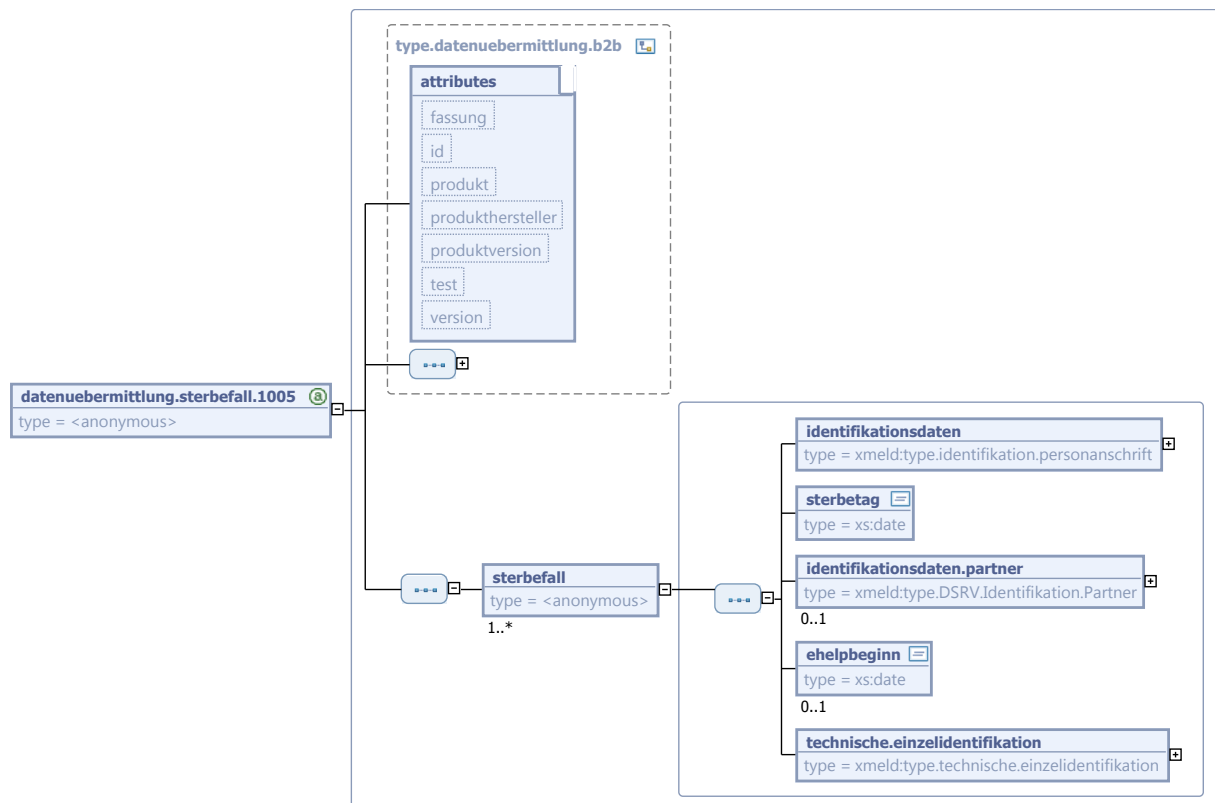 type.datenuebermittlung.b2b
attributes
fassung
id
produkt
produkthersteller
produktversion
test
version
datenuebermittlung.sterbefall.1005 a
type = <anonymous>
sterbefall
type = <anonymous>
1..*
identifikationsdaten
type = xmeld:type.identifikation.personanschrift
sterbetag
type = xs:date
identifikationsdaten.partner
type = xmeld:type.DSRV.Identifikation.Partner
0..1
ehelpbeginn
type = xs:date
0..1
technische.einzelidentifikation
type = xmeld:type.technische.einzelidentifikation